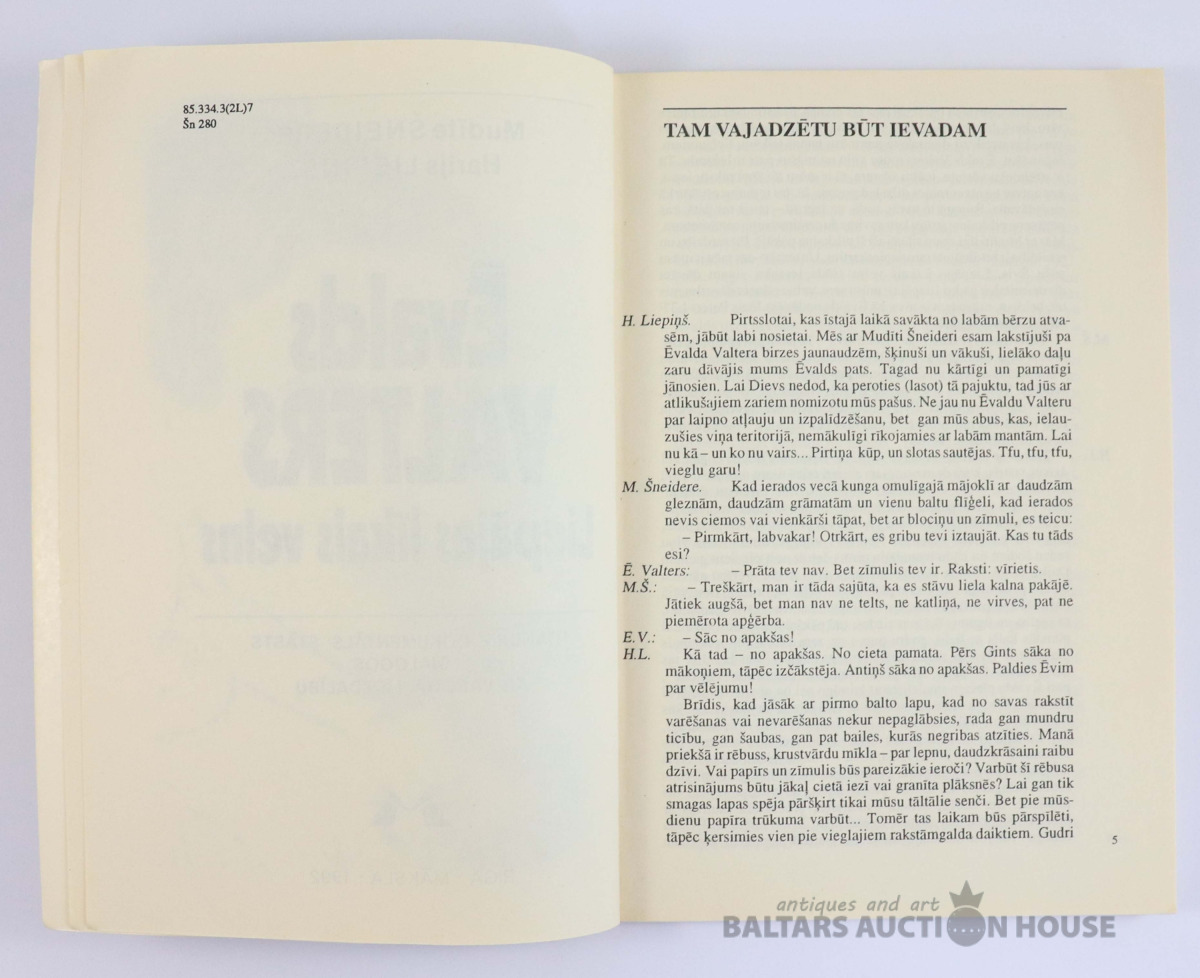 85.334.3(2L)7
Šn 280
TAM VAJADZĒTU BŪT IEVADAM
H. Liepiņš. Pirtsslotai, kas īstajā laikā savākta no labām bērzu atva-
sēm, jābūt labi nosietai. Mēs ar Mudīti Šneideri esam lakstījuši pa
Ēvalda Valtera birzes jaunaudzēm, šķinuši un vākuši, lielāko daļu
zaru dāvājis mums Ēvalds pats. Tagad nu kārtīgi un pamatīgi
jānosien. Lai Dievs nedod, ka peroties (lasot) tā pajuktu, tad jūs ar
atlikušajiem zariem nomizotu mūs pašus. Ne jau nu Ēvaldu Valteru
par laipno atļauju un izpalīdzēšanu, bet gan mūs abus, kas, ielau-
zušies viņa teritorijā, nemākulīgi rīkojamies ar labām mantām. Lai
nu kā – un ko nu vairs... Pirtiņa kūp, un slotas sautējas. Tfu, tfu, tfu,
vieglu garu!
M. Šneidere. Kad ierados vecā kunga omulīgajā mājoklī ar daudzām
gleznām, daudzām grāmatām un vienu baltu flīģeli, kad ierados
nevis ciemos vai vienkārši tāpat, bet ar blociņu un zīmuli, es teicu:
– Pirmkārt, labvakar! Otrkārt, es gribu tevi iztaujāt. Kas tu tāds
esi?
Ē. Valters: – Prāta tev nav. Bet zīmulis tev ir. Raksti: vīrietis.
M.Š.: – Treškārt, man ir tāda sajūta, ka es stāvu liela kalna pakājē.
Jātiek augšā, bet man nav ne telts, ne katliņa, ne virves, pat ne
piemērota apģērba.
E.V.: – Sāc no apakšas!
H.L. Kā tad – no apakšas. No cieta pamata. Pērs Gints sāka no
mākoņiem, tāpēc izčākstēja. Antiņš sāka no apakšas. Paldies Ēvim
par vēlējumu!
Brīdis, kad jāsāk ar pirmo balto lapu, kad no savas rakstīt
varēšanas vai nevarēšanas nekur nepaglābsies, rada gan mundru
ticību, gan šaubas, gan pat bailes, kurās negribas atzīties. Manā
priekšā ir rēbuss, krustvārdu mīkla – par lepnu, daudzkrāsaini raibu
dzīvi. Vai papīrs un zīmulis būs pareizākie ieroči? Varbūt šī rēbusa
atrisinājums būtu jākaļ cietā iezī vai granīta plāksnēs? Lai gan tik
smagas lapas spēja pāršķirt tikai mūsu tāltālie senči. Bet pie mūs-
dienu papīra trūkuma varbūt... Tomēr tas laikam būs pārspīlēti,
tāpēc ķersimies vien pie vieglajiem rakstāmgalda daiktiem. Gudri
5
antiques and art
BALTARS AUCTION HOUSE